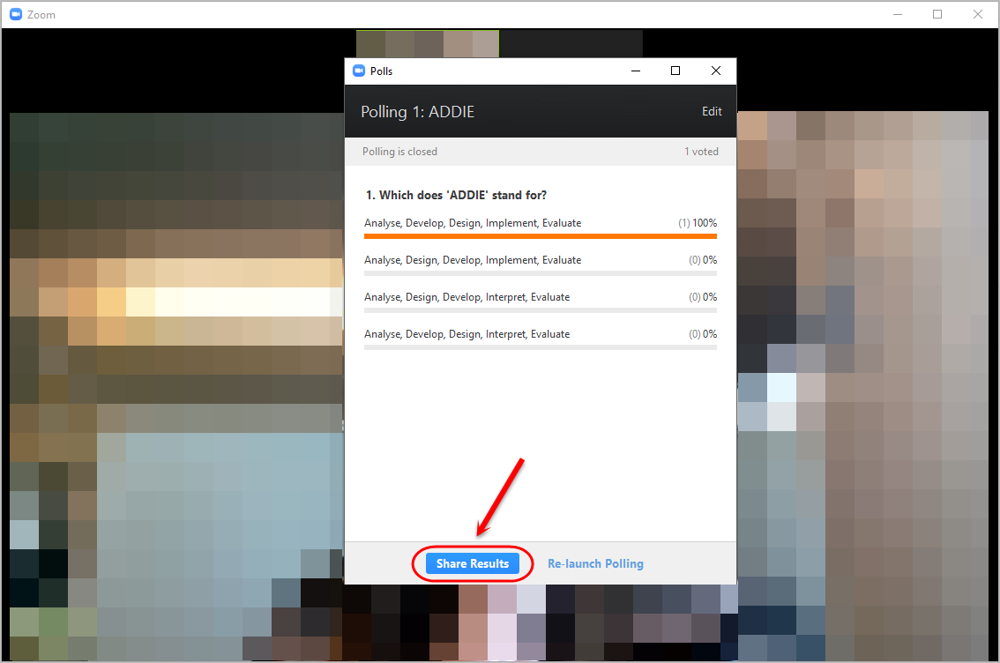 Zoom
Polls
Polling 1: ADDIE
Edit
Polling is closed
1 voted
1. Which does 'ADDIE' stand for?
Analyse, Develop, Design, Implement, Evaluate (1) 100%
Analyse, Design, Develop, Implement, Evaluate (0) 0%
Analyse, Design, Develop, Interpret, Evaluate (0) 0%
Analyse, Develop, Design, Interpret, Evaluate (0) 0%
Share Results
Re-launch Polling